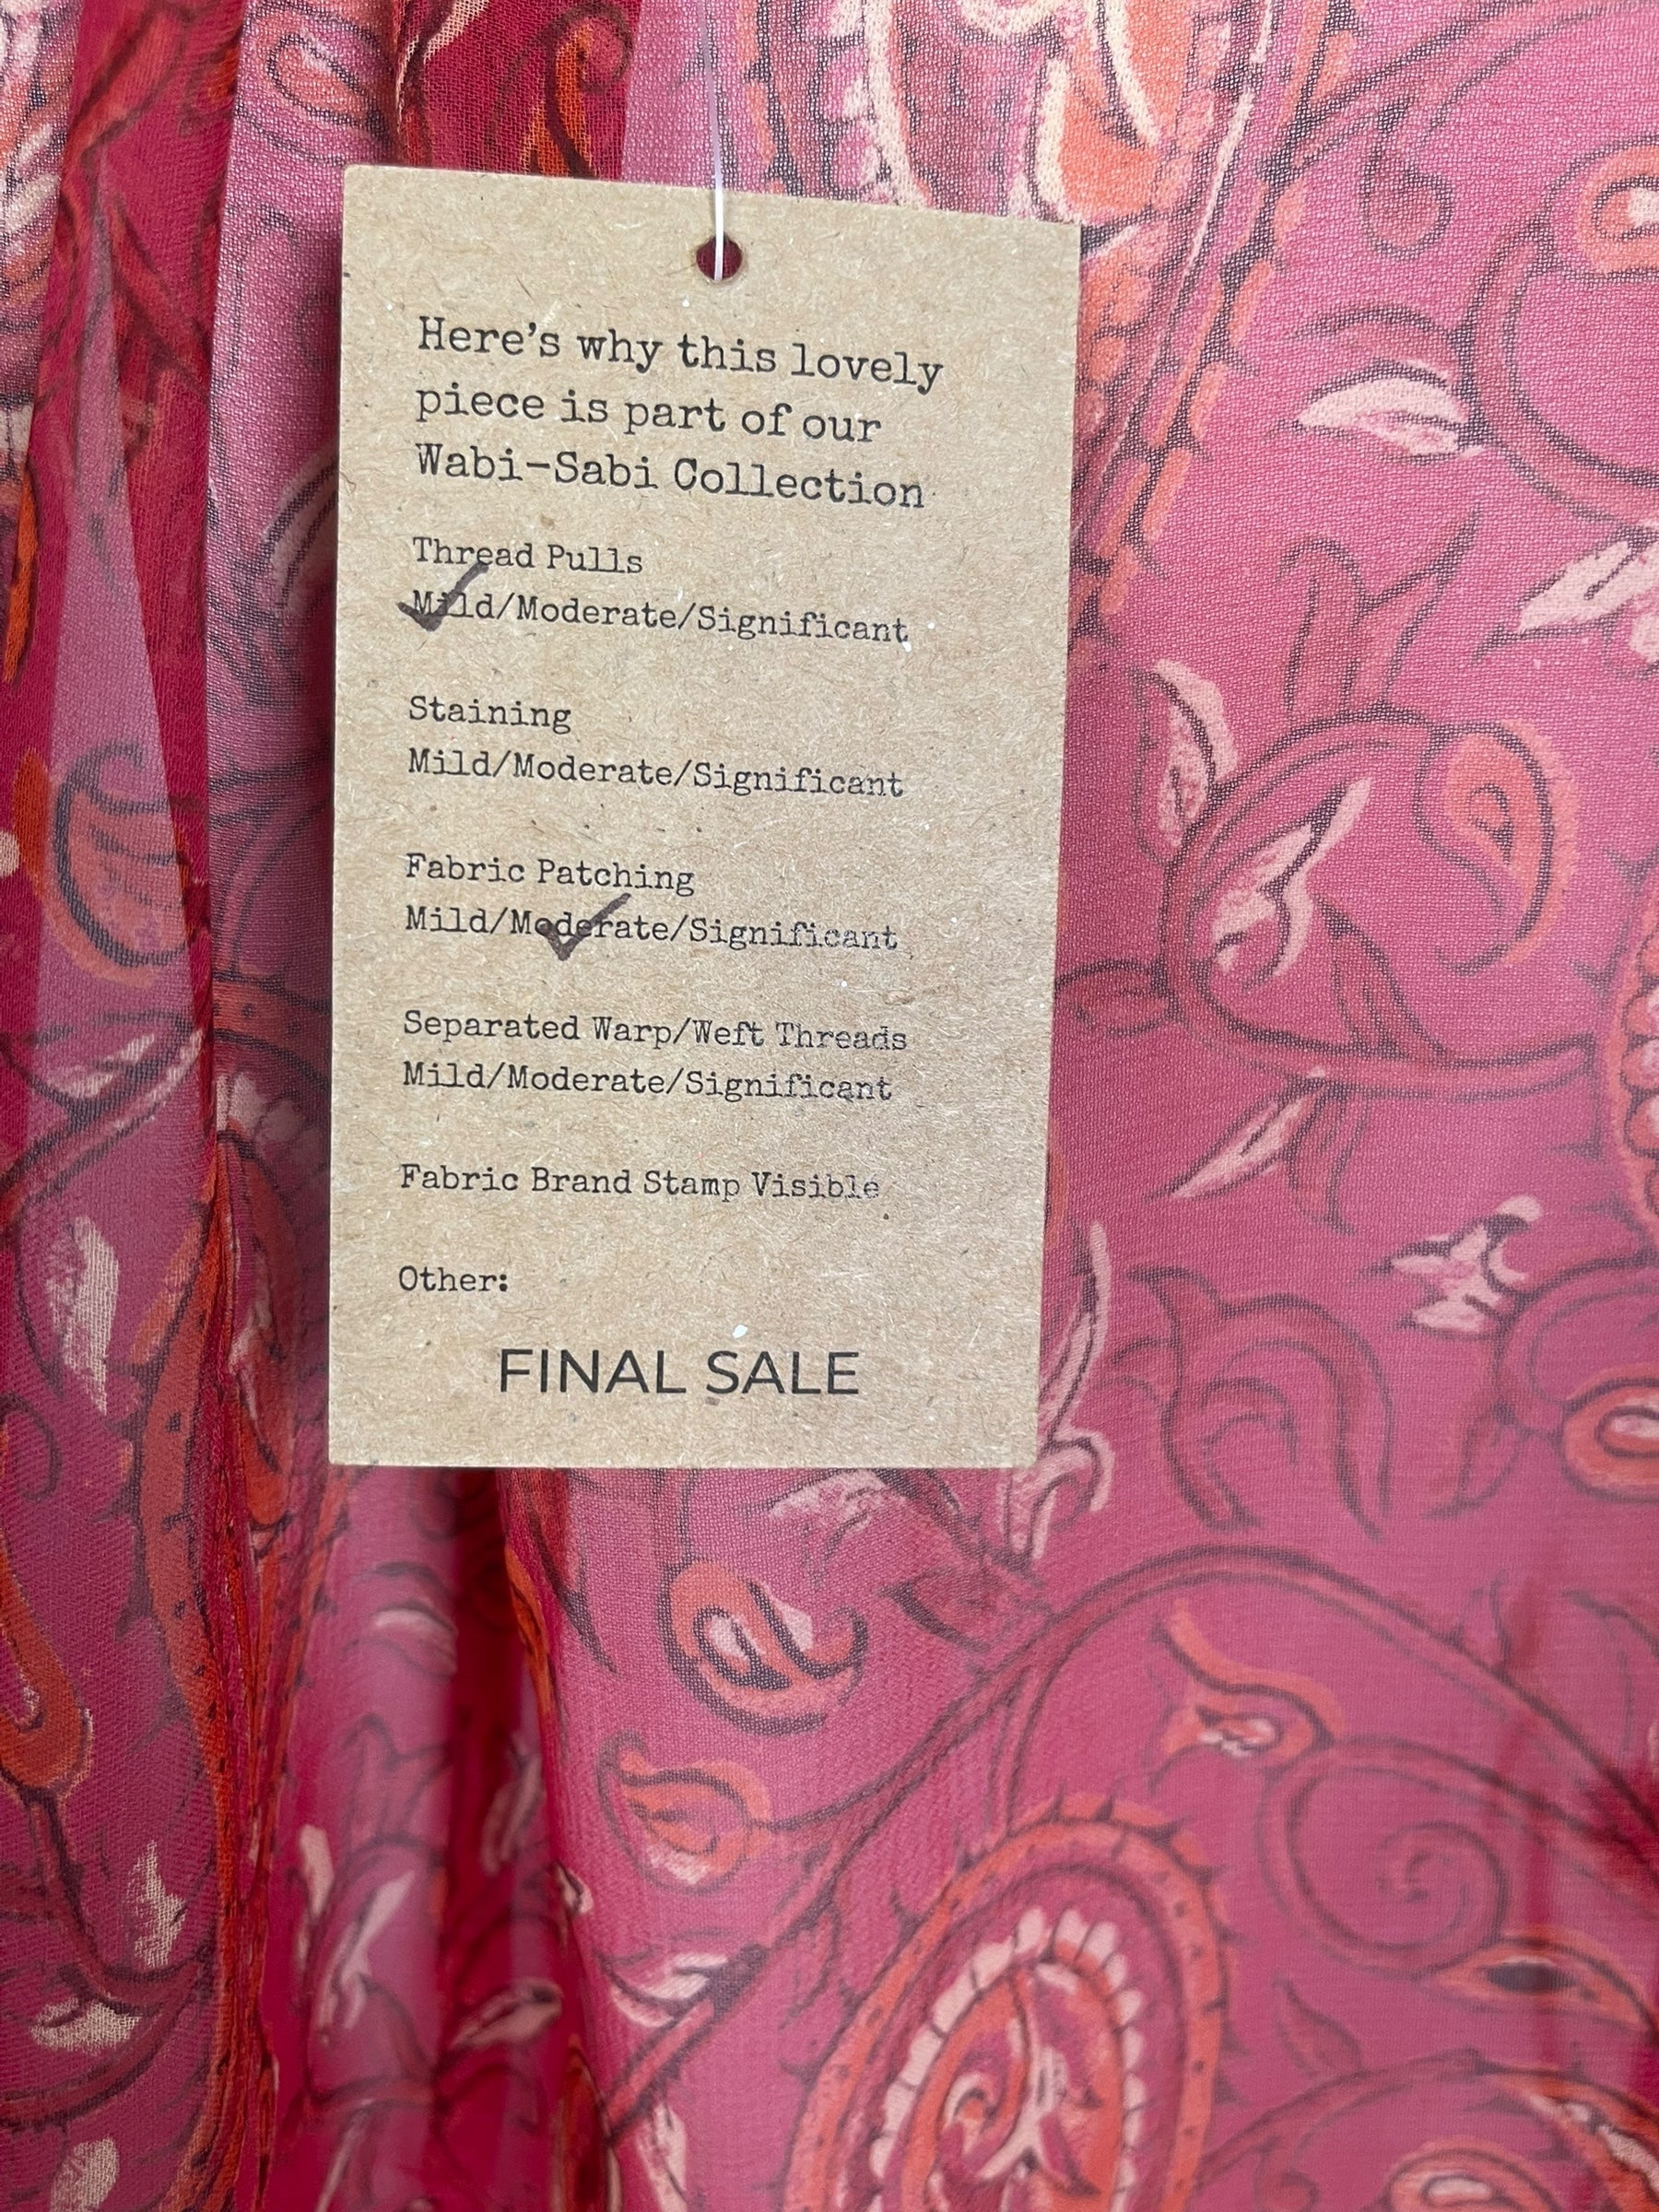 Here's why this lovely
piece is part of our
Wabi-Sabi Collection
Thread Pulls
Mild/Moderate/Significant
Staining
Mild/Moderate/Significant
Fabric Patching
Mild/Moderate/Significant
Separated Warp/Weft Threads
Mild/Moderate/Significant
Fabric Brand Stamp Visible
Other:
FINAL SALE